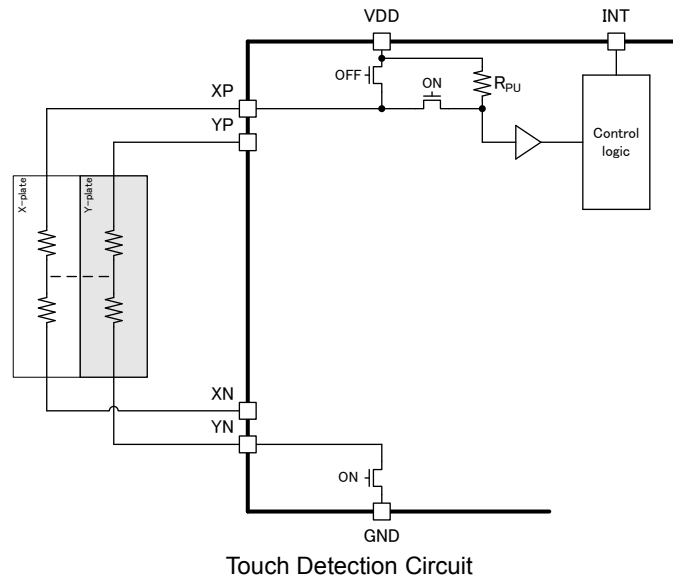 VDD
INT
OFF
ON
RPU
XP
YP
Control
logic
X-plate
Y-plate
XN
YN
ON
GND
Touch Detection Circuit